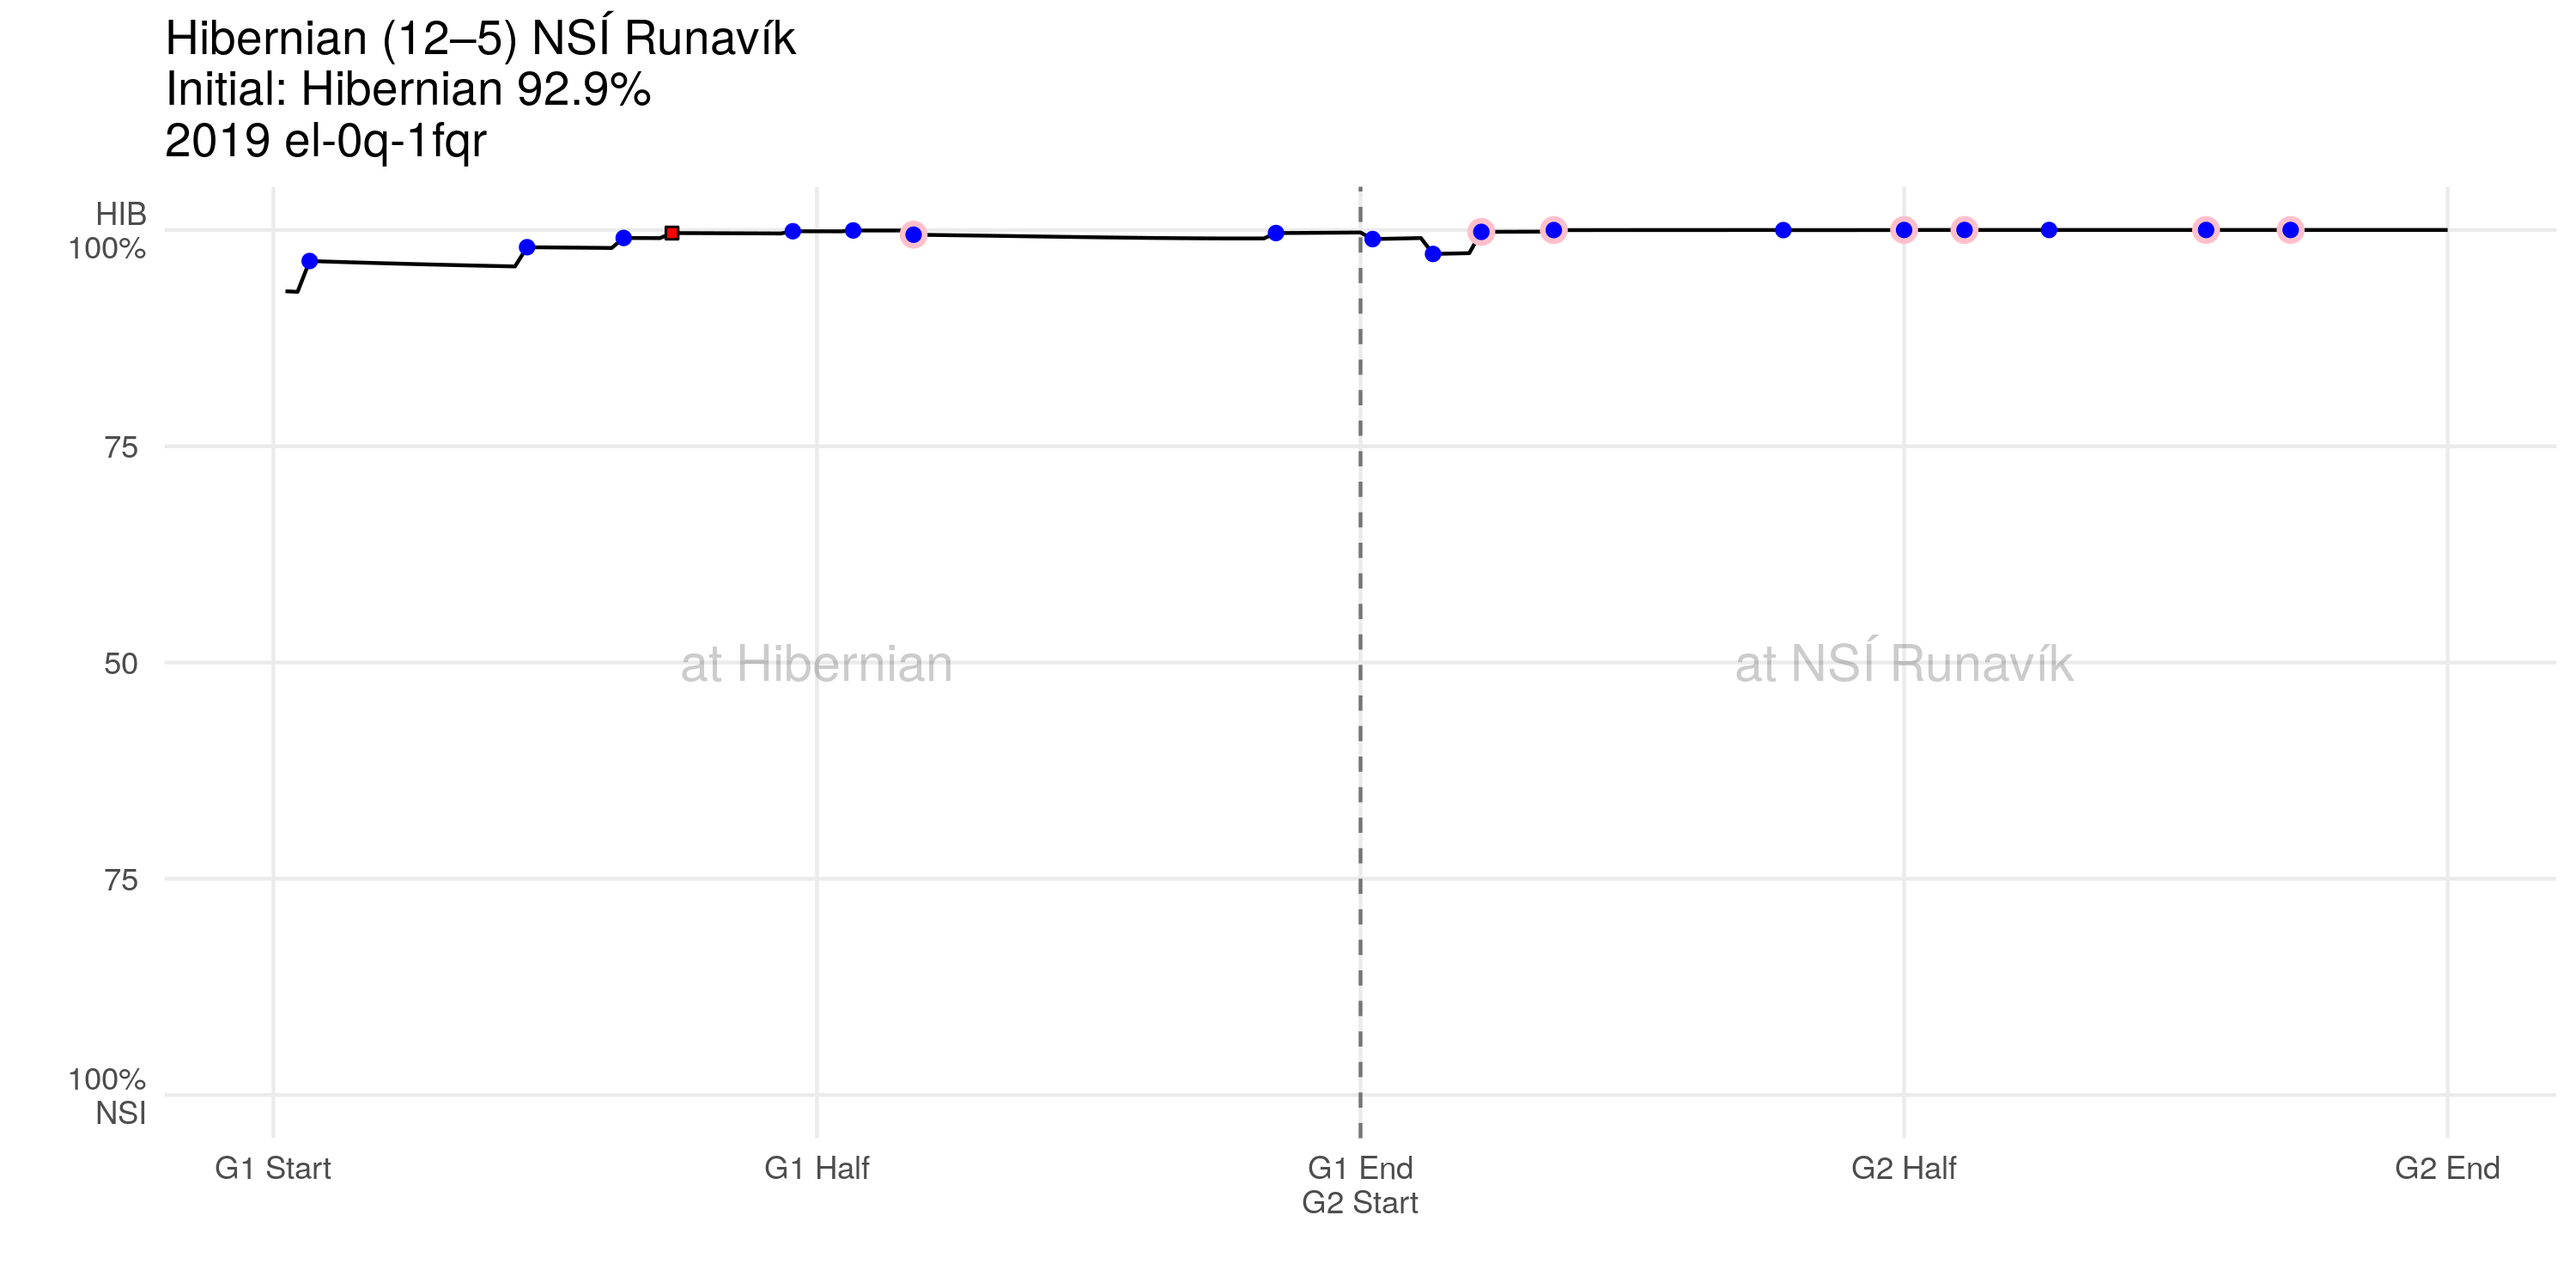 Hibernian (12–5) NSÍ Runavík
Initial: Hibernian 92.9%
2019 el-0q-1fqr
HIB
100%
75
50
75
100%
NSI
at Hibernian
at NSÍ Runavík
G1 Start
G1 Half
G1 End
G2 Start
G2 Half
G2 End